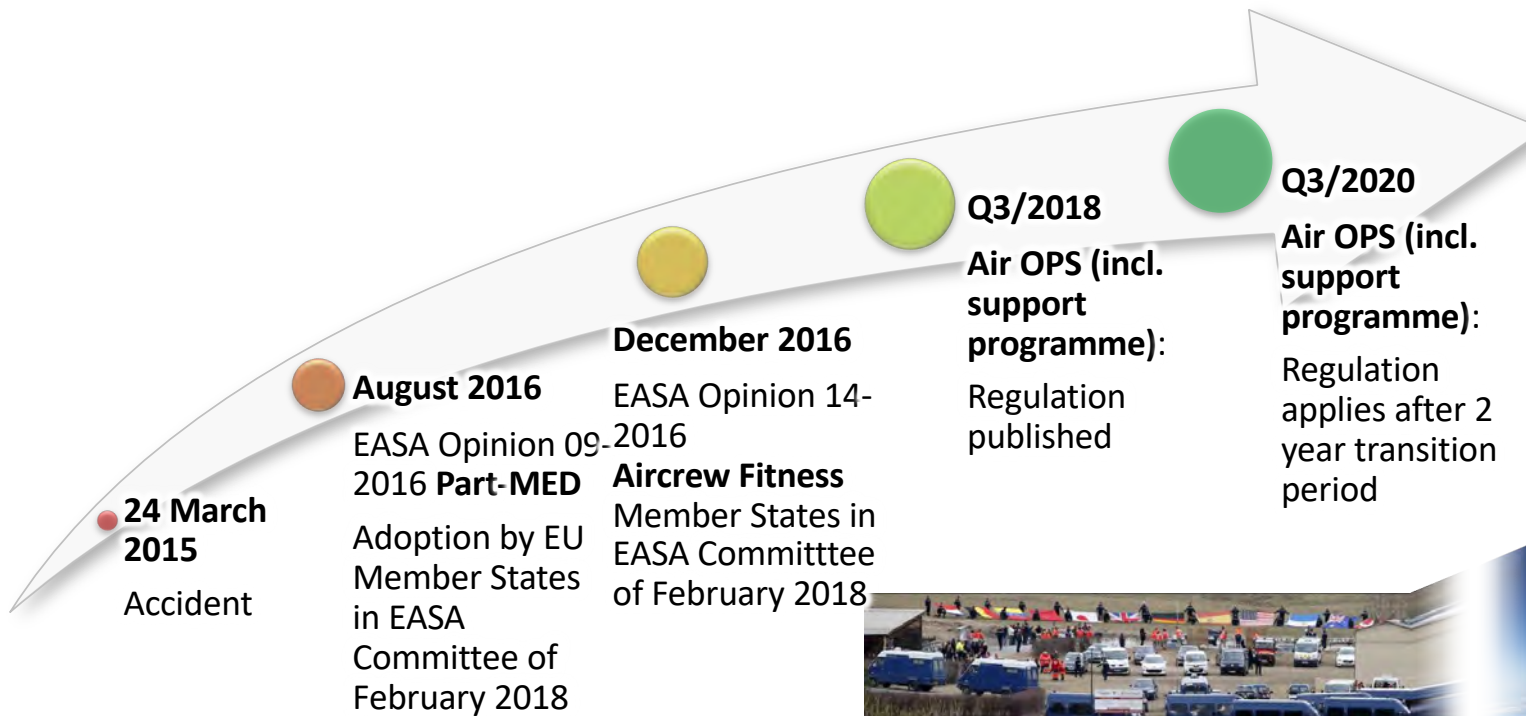 24 March
2015
Accident
August 2016
EASA Opinion 09-
2016 Part-MED
Adoption by EU
Member States
in EASA
Committee of
February 2018
December 2016
EASA Opinion 14-
2016
Aircrew Fitness
Member States in
EASA Committtee
of February 2018
Q3/2018
Air OPS (incl.
support
programme):
Regulation
published
Q3/2020
Air OPS (incl.
support
programme):
Regulation
applies after 2
year transition
period